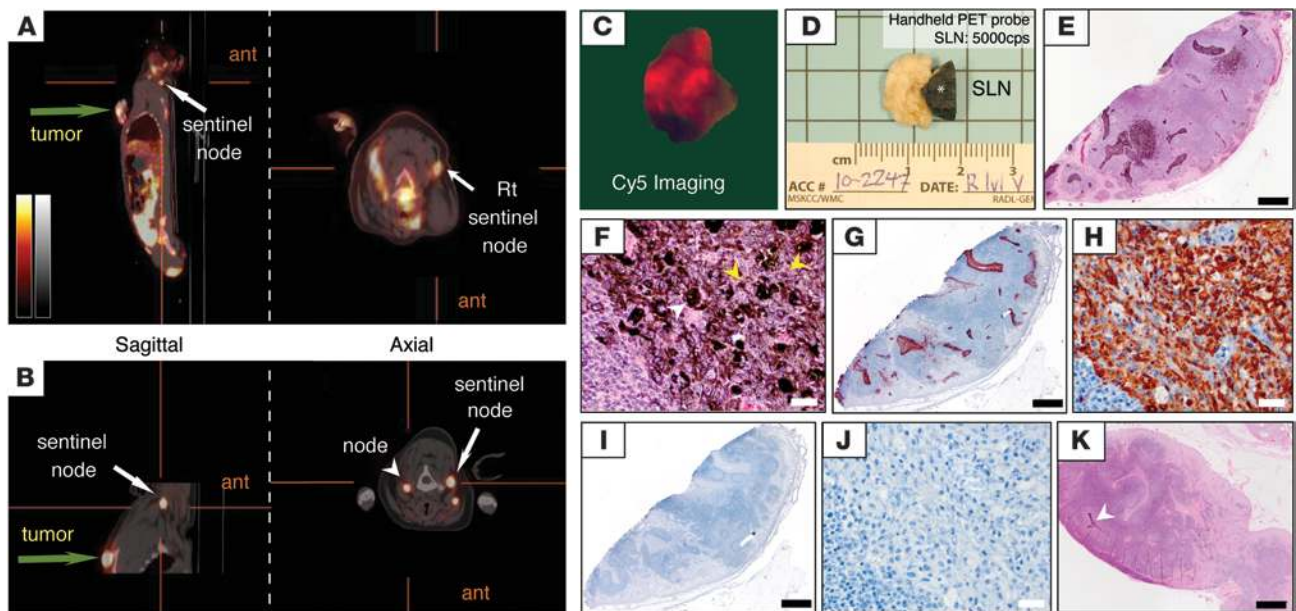 A
ant
tumor
sentinel
node
Rt
sentinel
node
ant
Sagittal
Axial
B
sentinel
node
ant
tumor
sentinel
node
node
ant
C
Cy5 Imaging
D
Handheld PET probe
SLN: 5000cps
SLN
*
cm 1 2 3
ACC # 10-2247 DATE:
MSKCC/WMC
E
F
G
H
I
J
K